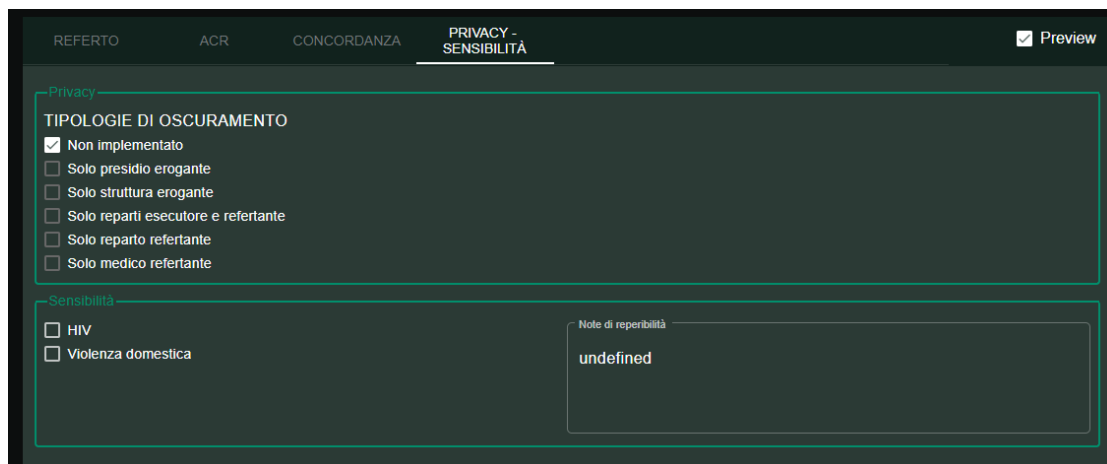 REFERTO ACR CONCORDANZA PRIVACY -
SENSIBILITÀ
Preview
Privacy
TIPOLOGIE DI OSCURAMENTO
Non implementato
Solo presidio erogante
Solo struttura erogante
Solo reparti esecutore e refertante
Solo reparto refertante
Solo medico refertante
Sensibilità
HIV
Violenza domestica
Note di reperibilità
undefined